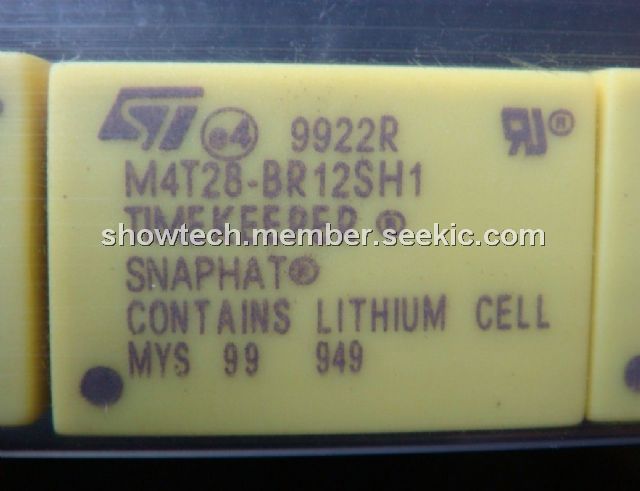 ST e4 9922R
M4T28-BR12SH1
TIMEKEEPER ®
showtech.member.seekic.com
SNAPHAT®
CONTAINS LITHIUM CELL
MYS 99 949